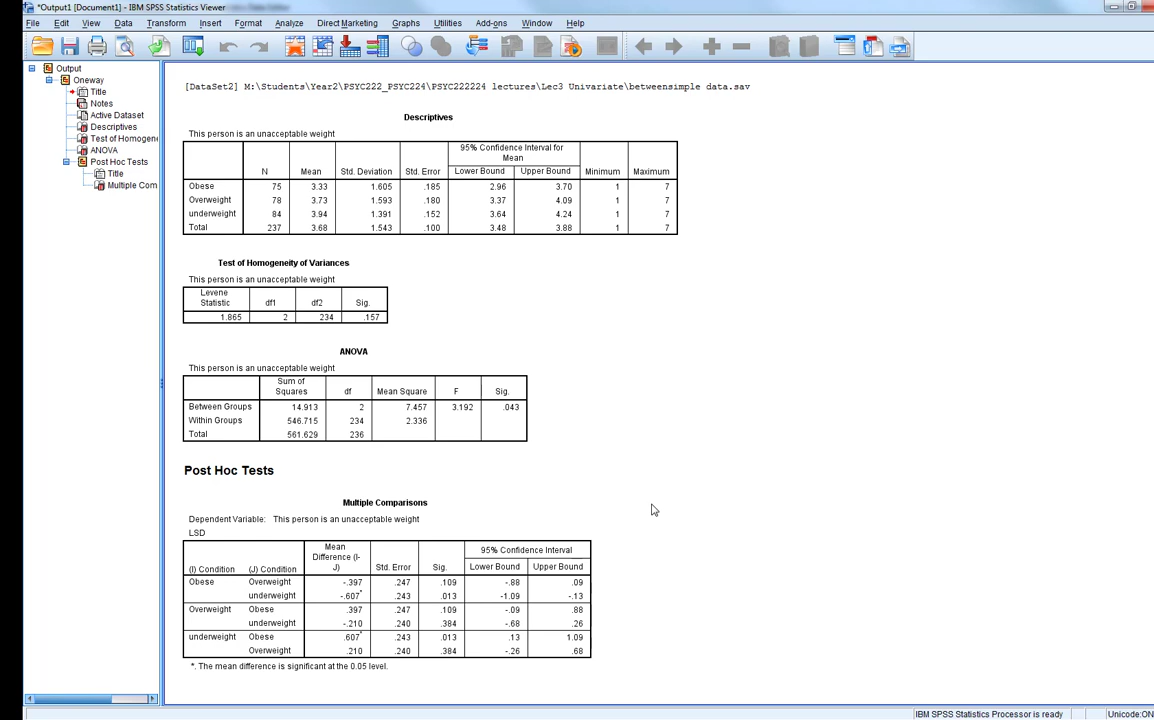 *Output1 [Document1] - IBM SPSS Statistics Viewer
File Edit View Data Transform Insert Format Analyze Direct Marketing Graphs Utilities Add-ons Window Help
Output
Oneway
Title
Notes
Active Dataset
Descriptives
Test of Homogen
ANOVA
Post Hoc Tests
Title
Multiple Com
[DataSet2] M:\Students\Year2\PSYC222_PSYC224\PSYC222224 lectures\Lec3 Univariate\betweensimple data.sav
Descriptives
This person is an unacceptable weight
95% Confidence Interval for
Mean
N Mean Std. Deviation Std. Error Lower Bound Upper Bound Minimum Maximum
Obese 75 3.33 1.605 .185 2.96 3.70 1 7
Overweight 78 3.73 1.593 .180 3.37 4.09 1 7
underweight 84 3.94 1.391 .152 3.64 4.24 1 7
Total 237 3.68 1.543 .100 3.48 3.88 1 7
Test of Homogeneity of Variances
This person is an unacceptable weight
Levene
Statistic df1 df2 Sig.
1.865 2 234 .157
ANOVA
This person is an unacceptable weight
Sum of
Squares df Mean Square F Sig.
Between Groups 14.913 2 7.457 3.192 .043
Within Groups 546.715 234 2.336
Total 561.629 236
Post Hoc Tests
Multiple Comparisons
Dependent Variable: This person is an unacceptable weight
LSD
Mean
Difference (I-
J)
95% Confidence Interval
(I) Condition (J) Condition Std. Error Sig. Lower Bound Upper Bound
Obese Overweight -.397 .247 .109 -.88 .09
underweight -.607* .243 .013 -1.09 -.13
Overweight Obese .397 .247 .109 -.09 .88
underweight -.210 .240 .384 -.68 .26
underweight Obese .607* .243 .013 .13 1.09
Overweight .210 .240 .384 -.26 .68
*. The mean difference is significant at the 0.05 level.
IBM SPSS Statistics Processor is ready Unicode:ON